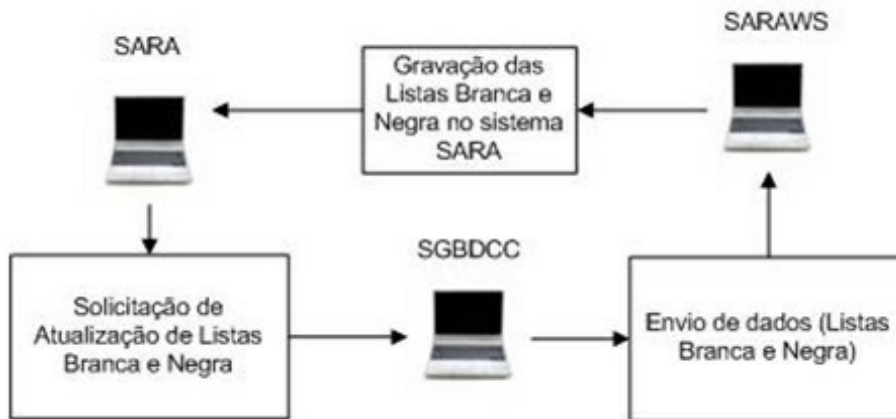 SARA
SARAWS
Gravação das
Listas Branca e
Negra no sistema
SARA
Solicitação de
Atualização de Listas
Branca e Negra
SGBDCC
Envio de dados (Listas
Branca e Negra)